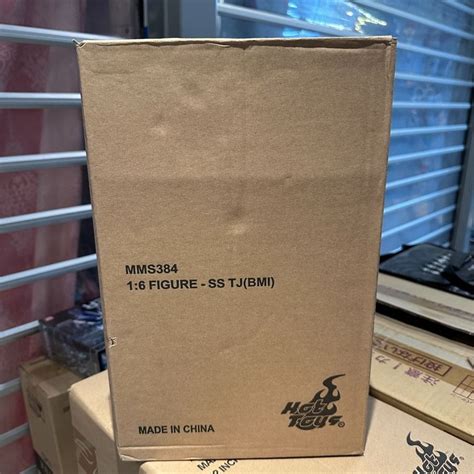 MMS384
1:6 FIGURE - SS TJ(BMI)
Hot
Toys
MADE IN CHINA